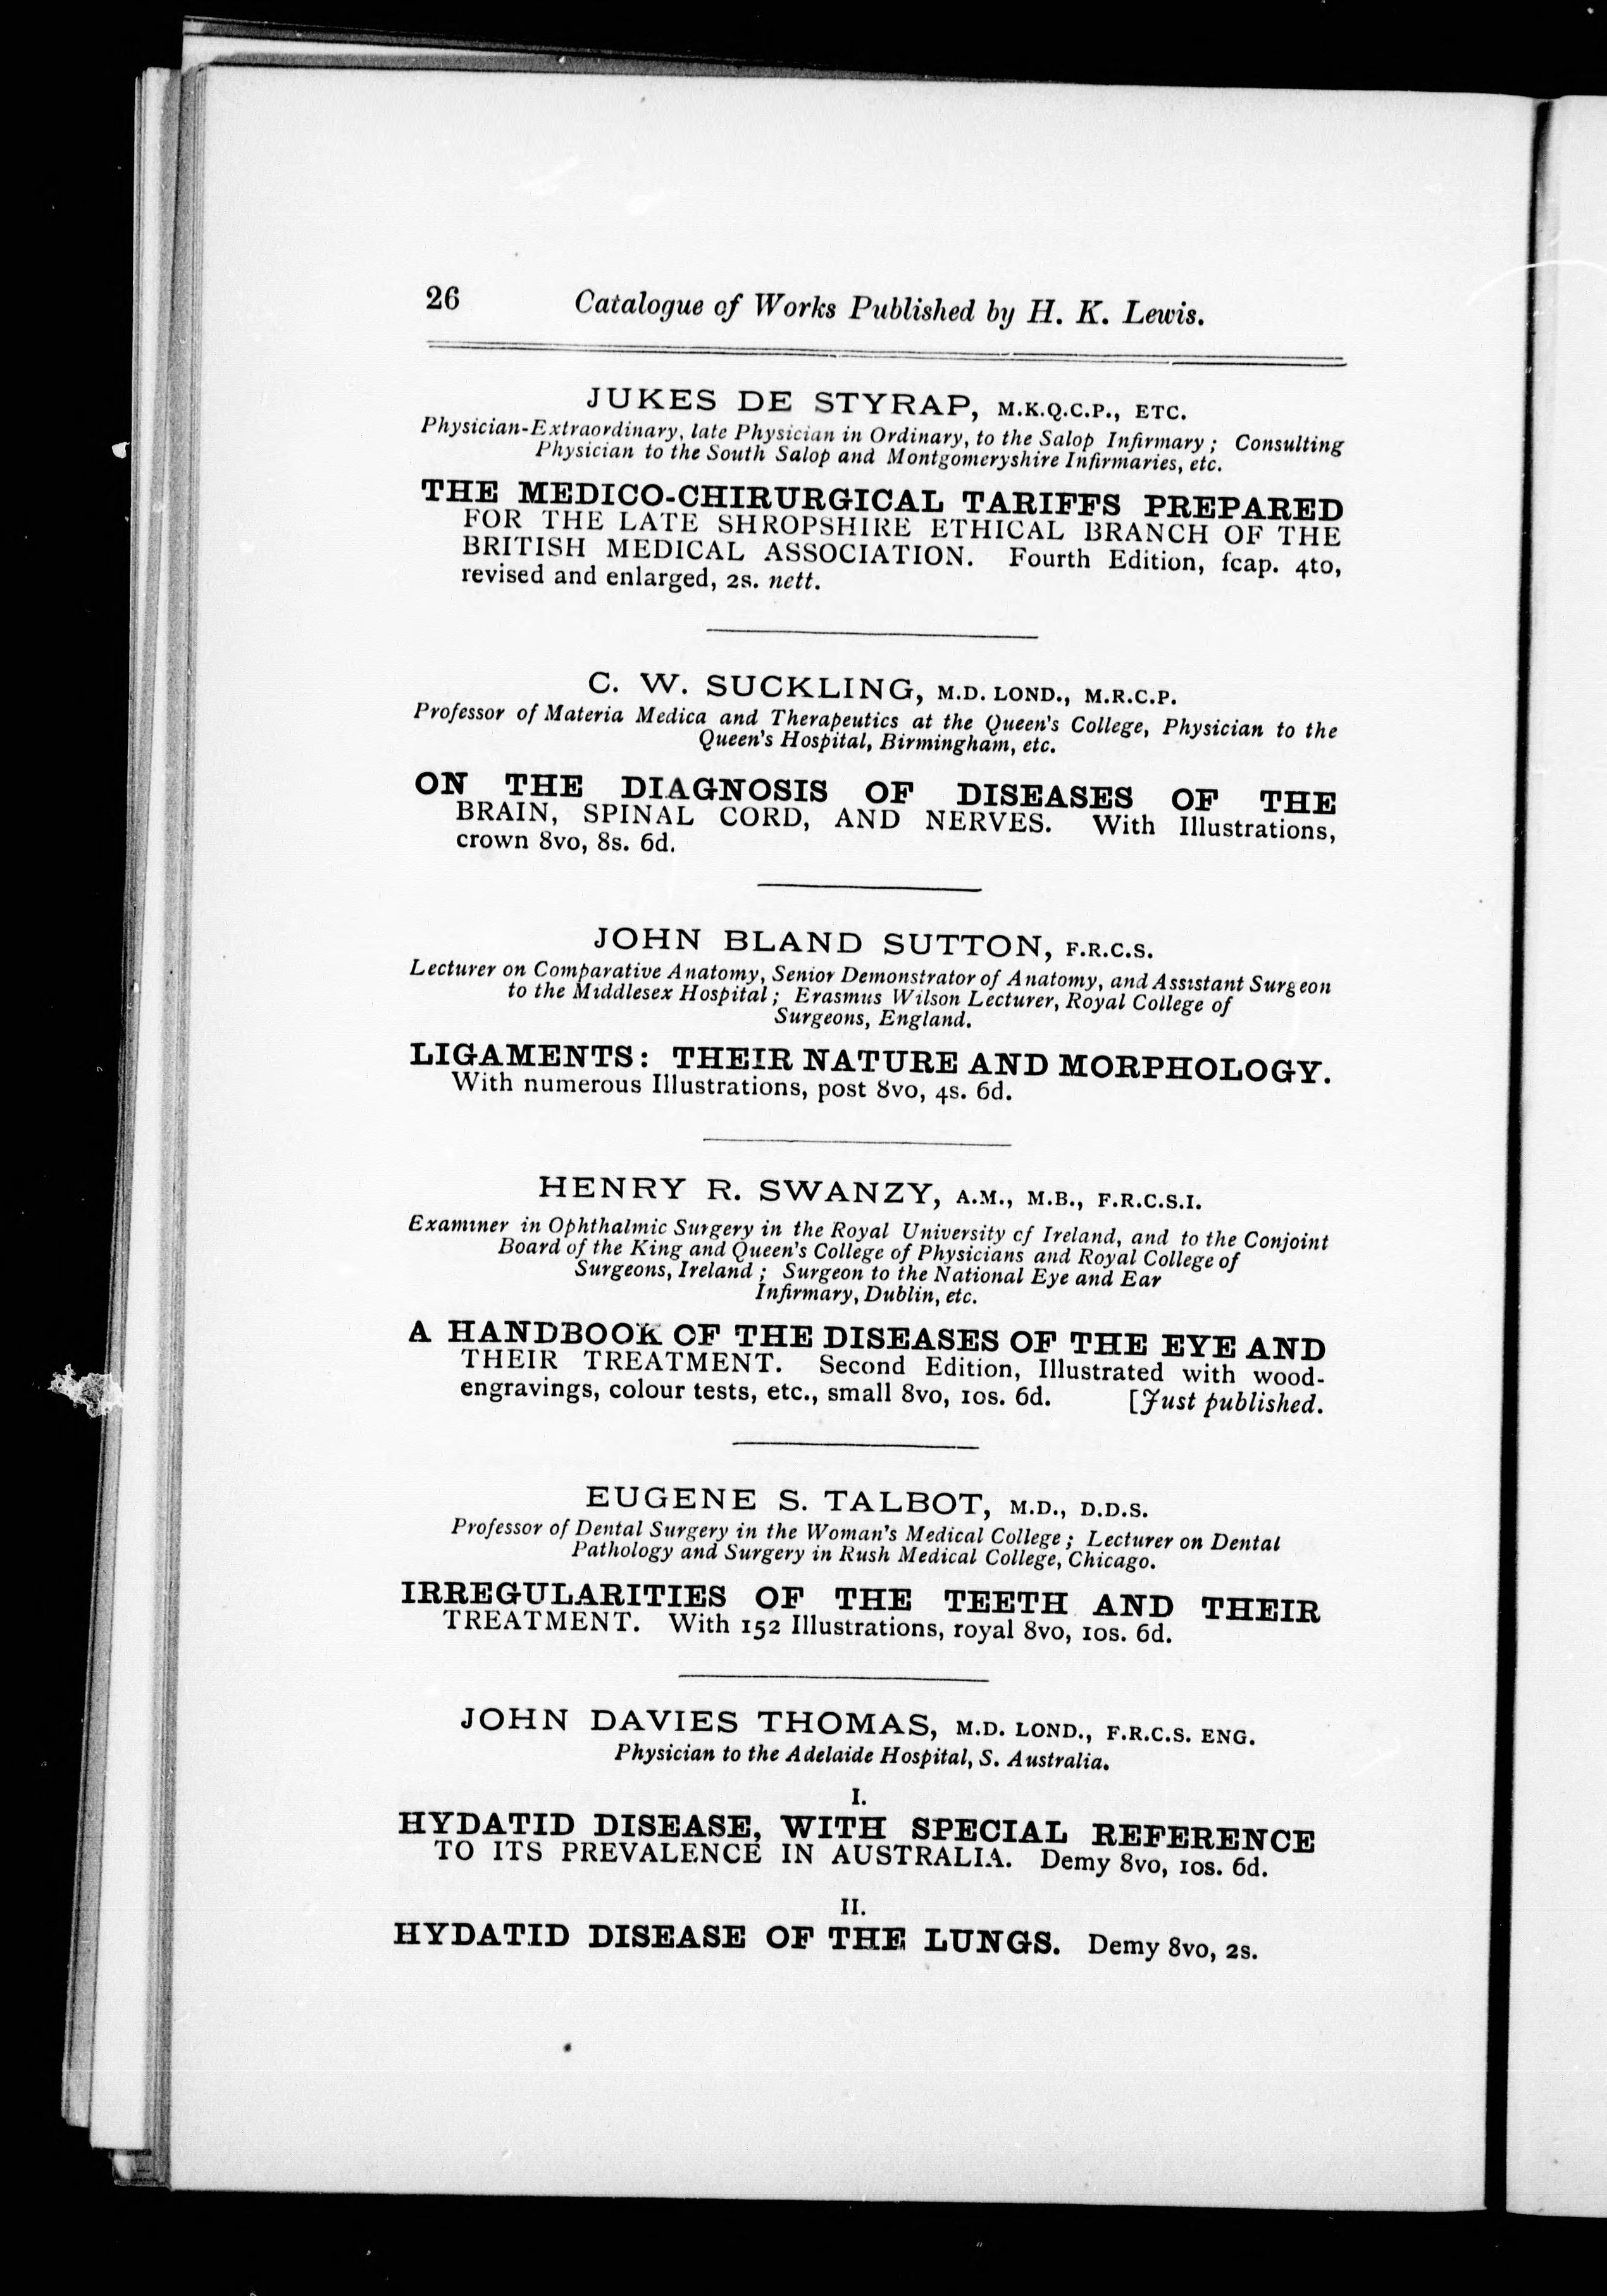 26 Catalogue of Works Published by H. K. Lewis.
JUKES DE STYRAP, M.K.Q.C.P., ETC.
Physician-Extraordinary, late Physician in Ordinary, to the Salop Infirmary ; Consulting
Physician to the South Salop and Montgomeryshire Infirmaries, etc.
THE MEDICO-CHIRURGICAL TARIFFS PREPARED
FOR THE LATE SHROPSHIRE ETHICAL BRANCH OF THE
BRITISH MEDICAL ASSOCIATION. Fourth Edition, fcap. 4to,
revised and enlarged, 2s. nett.
C. W. SUCKLING, M.D. LOND., M.R.C.P.
Professor of Materia Medica and Therapeutics at the Queen's College, Physician to the
Queen's Hospital, Birmingham, etc.
ON THE DIAGNOSIS OF DISEASES OF THE
BRAIN, SPINAL CORD, AND NERVES. With Illustrations,
crown 8vo, 8s. 6d.
JOHN BLAND SUTTON, F.R.C.S.
Lecturer on Comparative Anatomy, Senior Demonstrator of Anatomy, and Assistant Surgeon
to the Middlesex Hospital ; Erasmus Wilson Lecturer, Royal College of
Surgeons, England.
LIGAMENTS: THEIR NATURE AND MORPHOLOGY.
With numerous Illustrations, post 8vo, 4s. 6d.
HENRY R. SWANZY, A.M., M.B., F.R.C.S.I.
Examiner in Ophthalmic Surgery in the Royal University of Ireland, and to the Conjoint
Board of the King and Queen's College of Physicians and Royal College of
Surgeons, Ireland ; Surgeon to the National Eye and Ear
Infirmary, Dublin, etc.
A HANDBOOK OF THE DISEASES OF THE EYE AND
THEIR TREATMENT. Second Edition, Illustrated with wood-
engravings, colour tests, etc., small 8vo, 10s. 6d. [Just published.
EUGENE S. TALBOT, M.D., D.D.S.
Professor of Dental Surgery in the Woman's Medical College ; Lecturer on Dental
Pathology and Surgery in Rush Medical College, Chicago.
IRREGULARITIES OF THE TEETH AND THEIR
TREATMENT. With 152 Illustrations, royal 8vo, 10s. 6d.
JOHN DAVIES THOMAS, M.D. LOND., F.R.C.S. ENG.
Physician to the Adelaide Hospital, S. Australia.
I.
HYDATID DISEASE, WITH SPECIAL REFERENCE
TO ITS PREVALENCE IN AUSTRALIA. Demy 8vo, 10s. 6d.
II.
HYDATID DISEASE OF THE LUNGS. Demy 8vo, 2s.